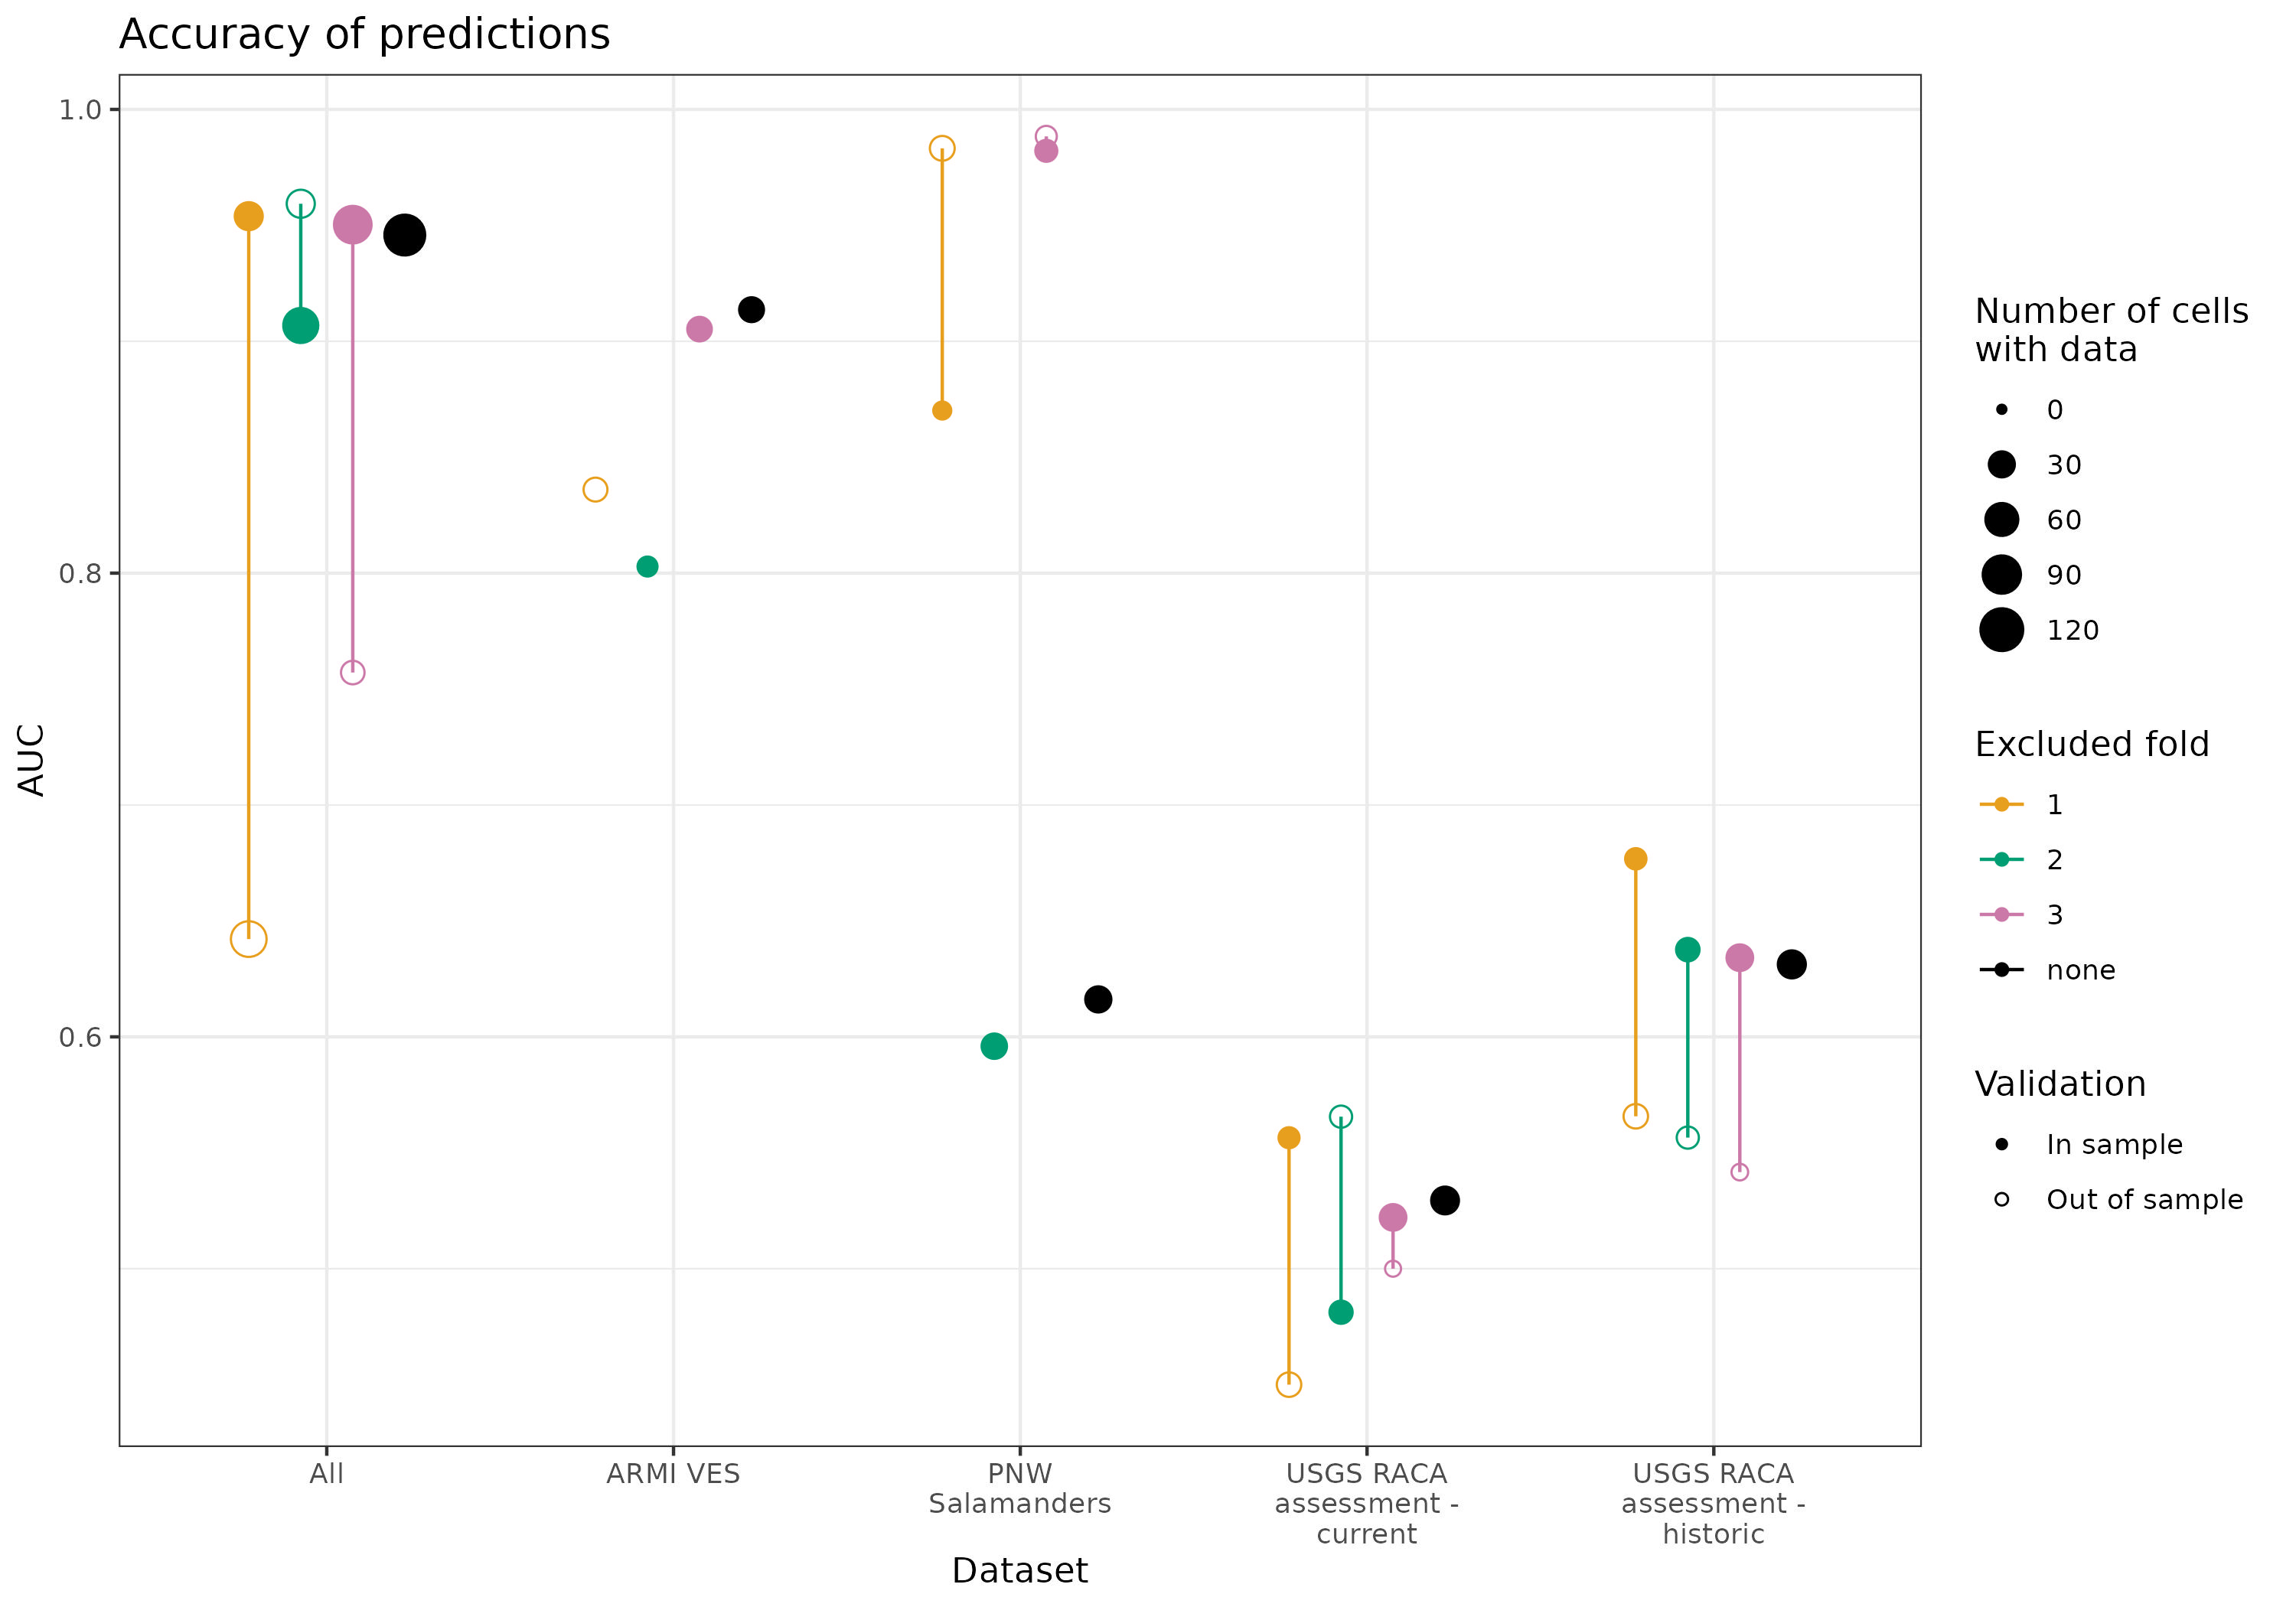 Accuracy of predictions
1.0
0.8
0.6
AUC
All
ARMI VES
PNW
Salamanders
USGS RACA
assessment -
current
USGS RACA
assessment -
historic
Dataset
Number of cells
with data
0
30
60
90
120
Excluded fold
1
2
3
none
Validation
In sample
Out of sample